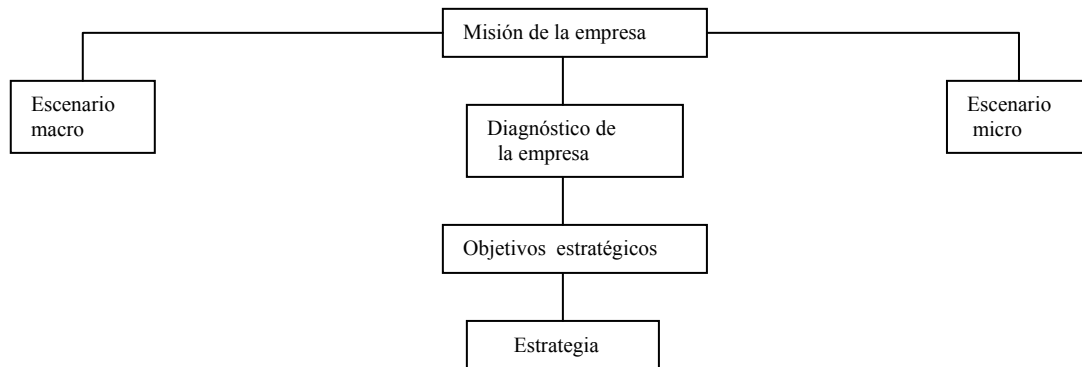 Misión de la empresa
Escenario
macro
Escenario
micro
Diagnóstico de
la empresa
Objetivos estratégicos
Estrategia